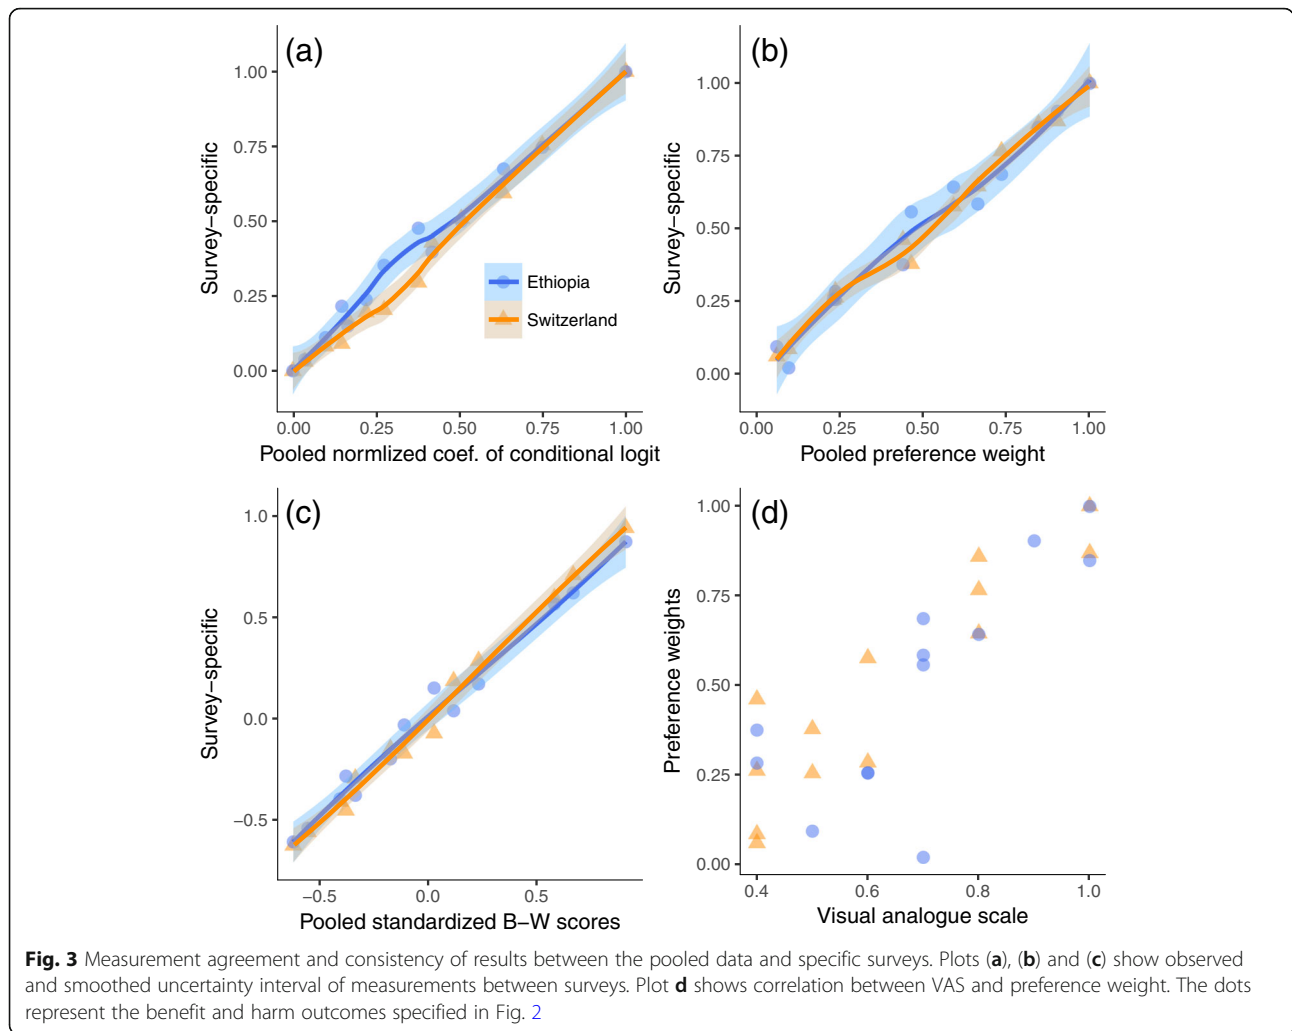 (a)
1.00
0.75
0.50
0.25
0.00
Survey-specific
Ethiopia
Switzerland
0.00 0.25 0.50 0.75 1.00
Pooled normlized coef. of conditional logit
(b)
1.00
0.75
0.50
0.25
0.00
Survey-specific
0.00 0.25 0.50 0.75 1.00
Pooled preference weight
(c)
1.0
0.5
0.0
−0.5
Survey-specific
−0.5 0.0 0.5
Pooled standardized B-W scores
(d)
1.00
0.75
0.50
0.25
0.00
Preference weights
0.4 0.6 0.8 1.0
Visual analogue scale
Fig. 3 Measurement agreement and consistency of results between the pooled data and specific surveys. Plots (a), (b) and (c) show observed
and smoothed uncertainty interval of measurements between surveys. Plot d shows correlation between VAS and preference weight. The dots
represent the benefit and harm outcomes specified in Fig. 2